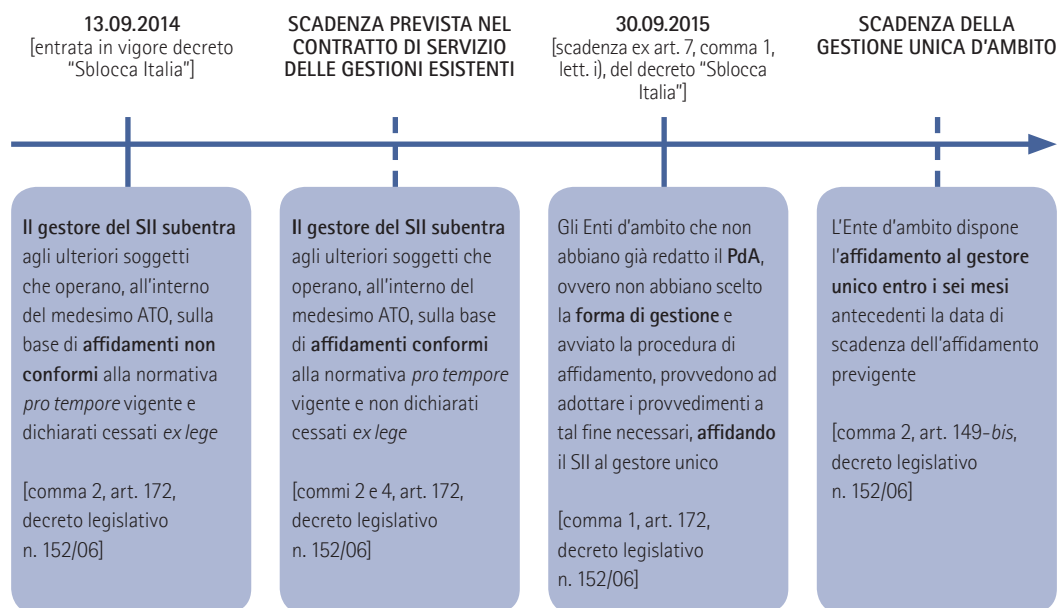 13.09.2014
[entrata in vigore decreto
“Sblocca Italia”]
SCADENZA PREVISTA NEL
CONTRATTO DI SERVIZIO
DELLE GESTIONI ESISTENTI
30.09.2015
[scadenza ex art. 7, comma 1,
lett. i), del decreto “Sblocca
Italia”]
SCADENZA DELLA
GESTIONE UNICA D'AMBITO
Il gestore del SII subentra
agli ulteriori soggetti
che operano, all’interno
del medesimo ATO, sulla
base di affidamenti non
conformi alla normativa
pro tempore vigente e
dichiarati cessati ex lege
[comma 2, art. 172,
decreto legislativo
n. 152/06]
Il gestore del SII subentra
agli ulteriori soggetti che
operano, all’interno del
medesimo ATO, sulla base
di affidamenti conformi
alla normativa pro tempore
vigente e non dichiarati
cessati ex lege
[commi 2 e 4, art. 172,
decreto legislativo
n. 152/06]
Gli Enti d’ambito che non
abbiano già redatto il PdA,
ovvero non abbiano scelto
la forma di gestione e
avviato la procedura di
affidamento, provvedono ad
adottare i provvedimenti a
tal fine necessari, affidando
il SII al gestore unico
[comma 1, art. 172,
decreto legislativo
n. 152/06]
L’Ente d’ambito dispone
l’affidamento al gestore
unico entro i sei mesi
antecedenti la data di
scadenza dell’affidamento
previgente
[comma 2, art. 149-bis,
decreto legislativo
n. 152/06]